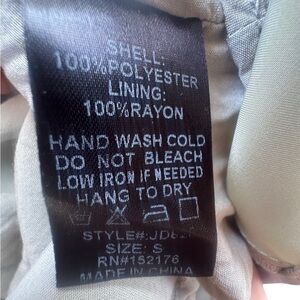 SHELL:
100%POLYESTER
LINING:
100%RAYON
HAND WASH COLD
DO NOT BLEACH
LOW IRON IF NEEDED
HANG TO DRY
STYLE#:
SIZE: S
RN#152176
MADE IN CHINA